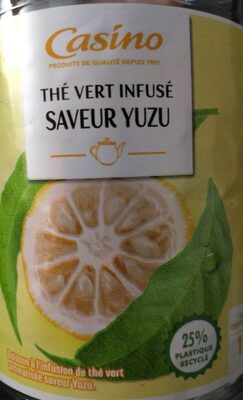 Casino
PRODUITS DE QUALITÉ DEPUIS 1901
THÉ VERT INFUSÉ
SAVEUR YUZU
25%
PLASTIQUE
RECYCLÉ
Boisson à l'infusion de thé vert
aromatisée saveur Yuzu.